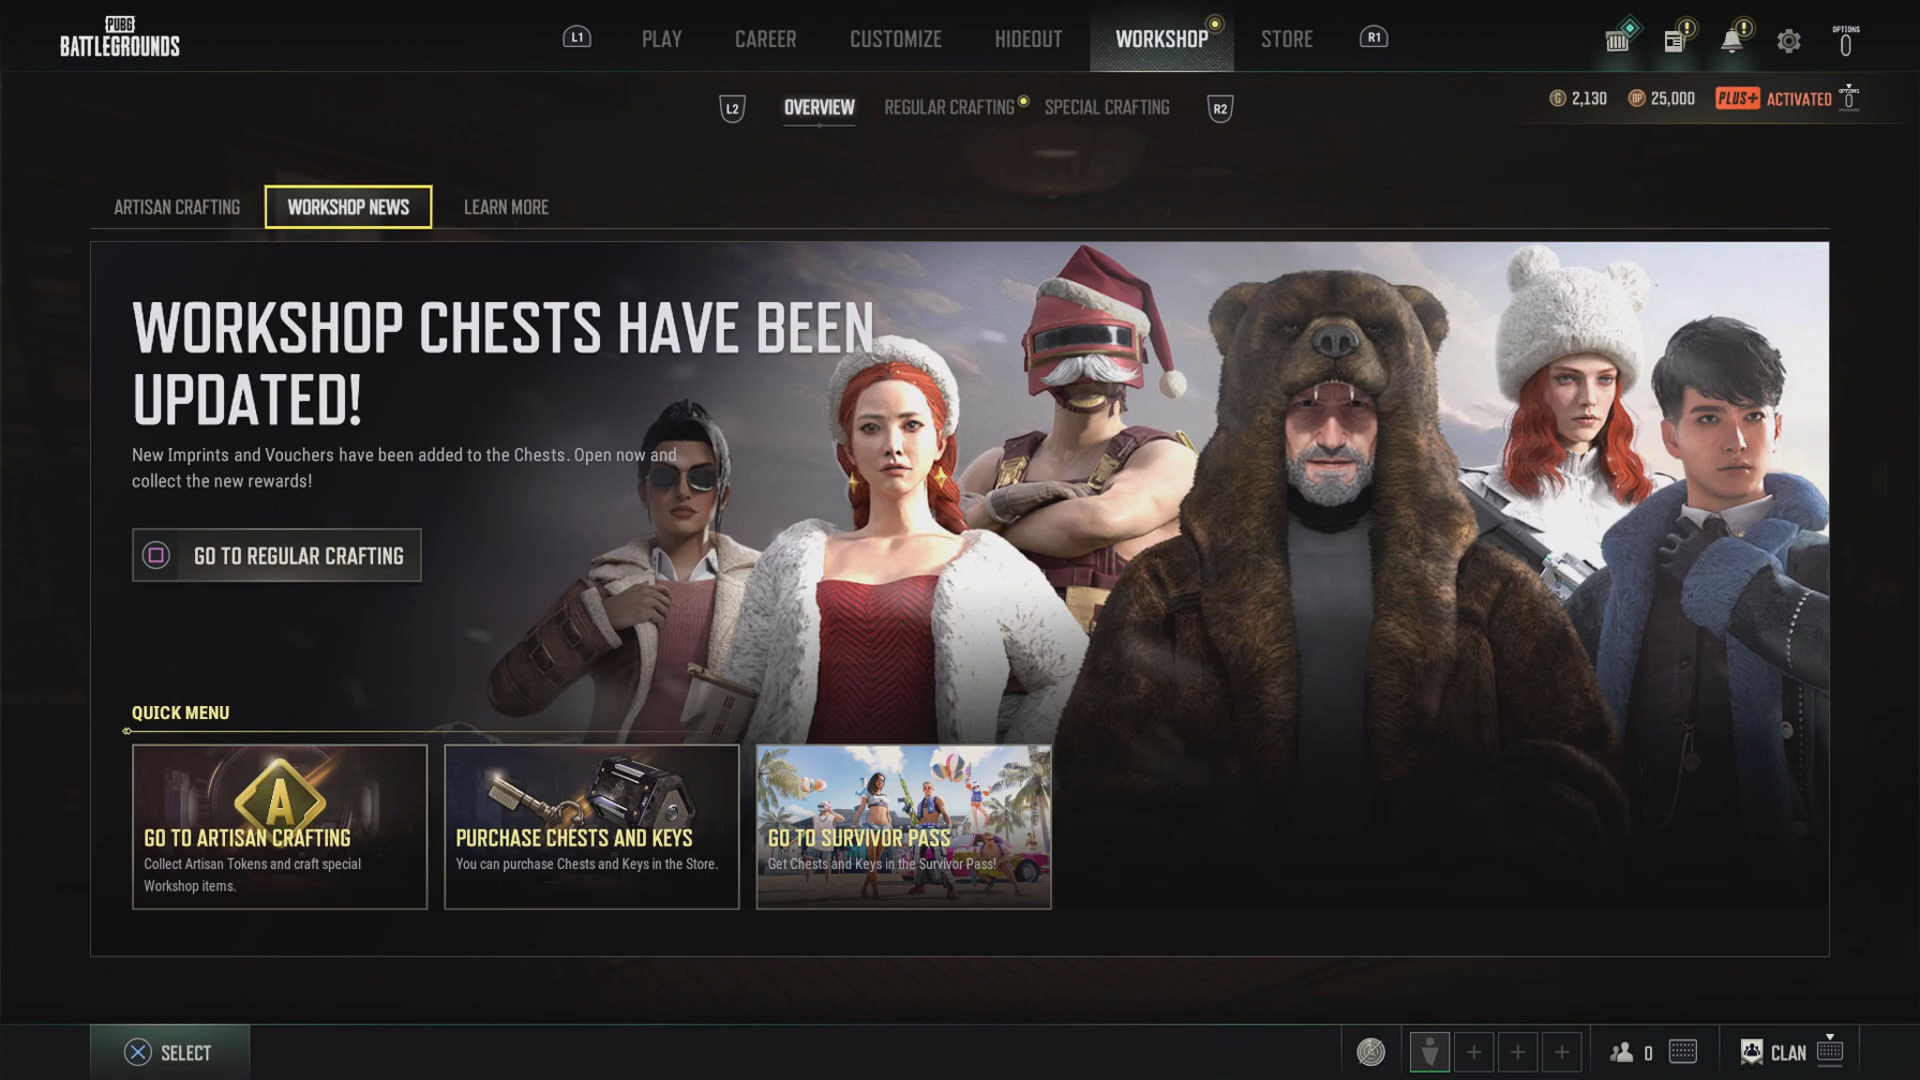 PUBG
BATTLEGROUNDS
L1
PLAY
CAREER
CUSTOMIZE
HIDEOUT
WORKSHOP
STORE
R1
OPTIONS
L2
OVERVIEW
REGULAR CRAFTING
SPECIAL CRAFTING
R2
G 2,130
BP 25,000
PLUS+ ACTIVATED
OPTIONS
ARTISAN CRAFTING
WORKSHOP NEWS
LEARN MORE
WORKSHOP CHESTS HAVE BEEN
UPDATED!
New Imprints and Vouchers have been added to the Chests. Open now and
collect the new rewards!
GO TO REGULAR CRAFTING
QUICK MENU
A
GO TO ARTISAN CRAFTING
Collect Artisan Tokens and craft special
Workshop items.
PURCHASE CHESTS AND KEYS
You can purchase Chests and Keys in the Store.
GO TO SURVIVOR PASS
Get Chests and Keys in the Survivor Pass!
SELECT
0
CLAN